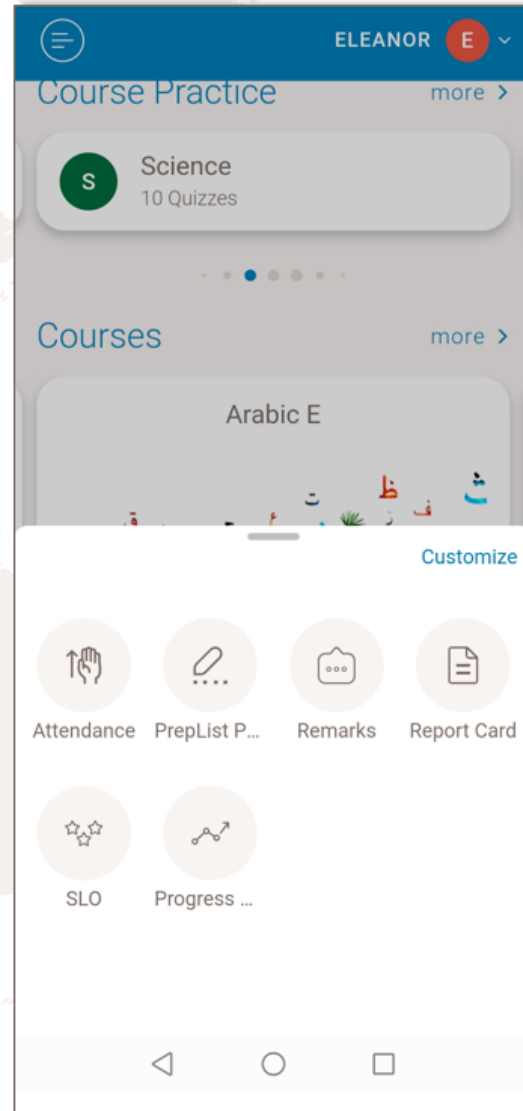 ELEANOR E
Course Practice more >
S Science
10 Quizzes
Courses more >
Arabic E
ت ظ ف ث
Customize
Attendance PrepList P... Remarks Report Card
SLO Progress ...